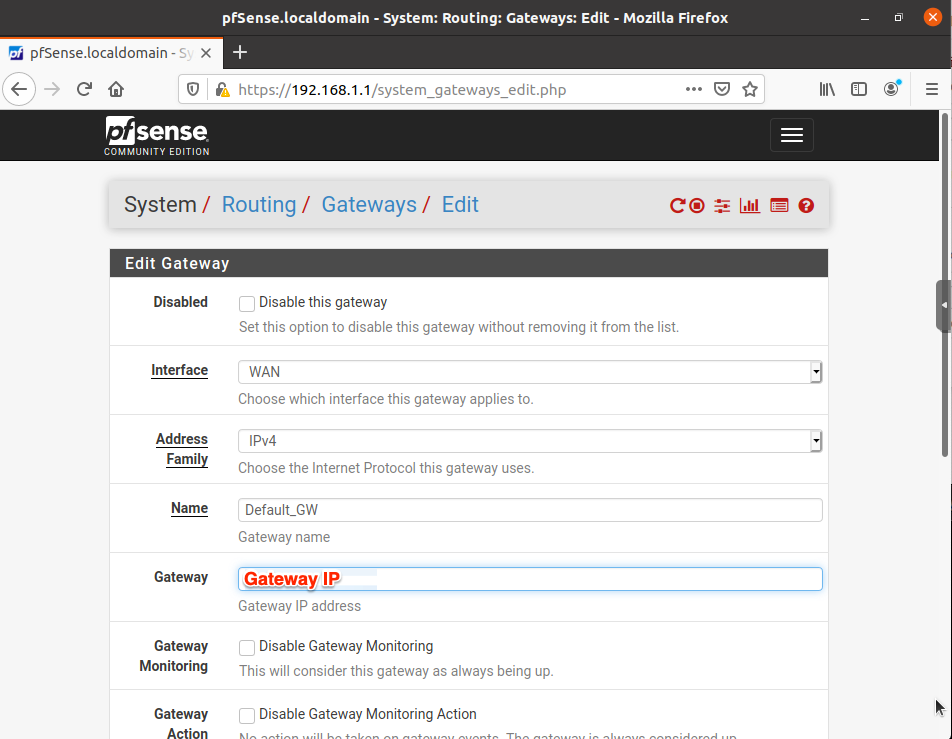 pfSense.localdomain - System: Routing: Gateways: Edit - Mozilla Firefox
pfSense.localdomain - Sy
https://192.168.1.1/system_gateways_edit.php
pfsense
COMMUNITY EDITION
System / Routing / Gateways / Edit
Edit Gateway
Disabled
Disable this gateway
Set this option to disable this gateway without removing it from the list.
Interface
WAN
Choose which interface this gateway applies to.
Address
Family
IPv4
Choose the Internet Protocol this gateway uses.
Name
Default_GW
Gateway name
Gateway
Gateway IP
Gateway IP address
Gateway
Monitoring
Disable Gateway Monitoring
This will consider this gateway as always being up.
Gateway
Action
Disable Gateway Monitoring Action
No action will be taken on gateway events. The gateway is always considered up.